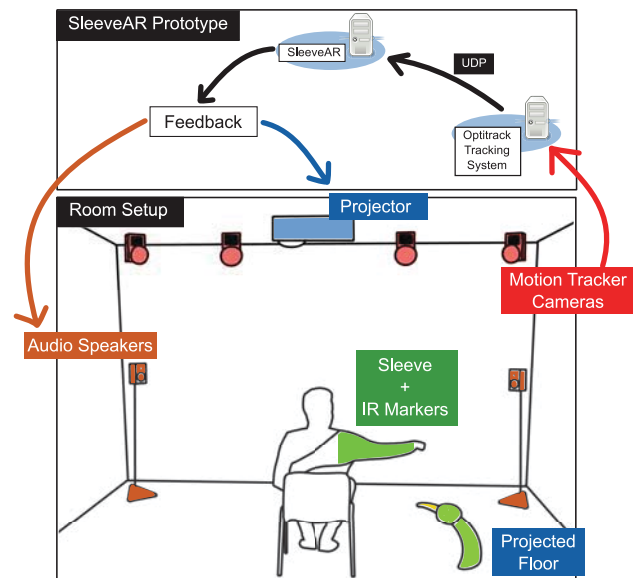 SleeveAR Prototype
SleeveAR
UDP
Feedback
Optitrack
Tracking
System
Room Setup
Projector
Motion Tracker
Cameras
Audio Speakers
Sleeve
+
IR Markers
Projected
Floor